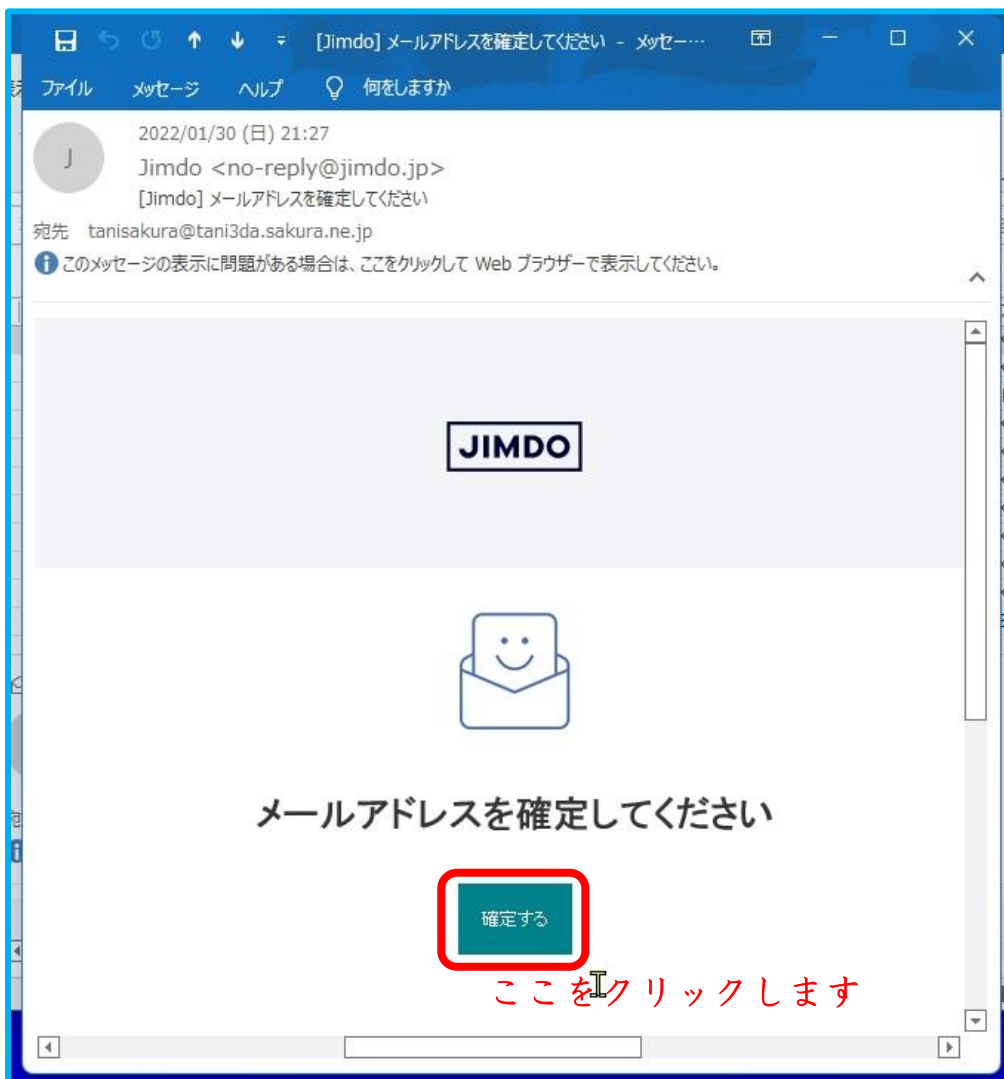 [Jimdo] メールアドレスを確定してください - メッセー…
ファイル メッセージ ヘルプ 何をしますか
J
2022/01/30 (日) 21:27
Jimdo <no-reply@jimdo.jp>
[Jimdo] メールアドレスを確定してください
宛先 tanisakura@tani3da.sakura.ne.jp
このメッセージの表示に問題がある場合は、ここをクリックして Web ブラウザーで表示してください。
JIMDO
メールアドレスを確定してください
確定する
ここをクリックします